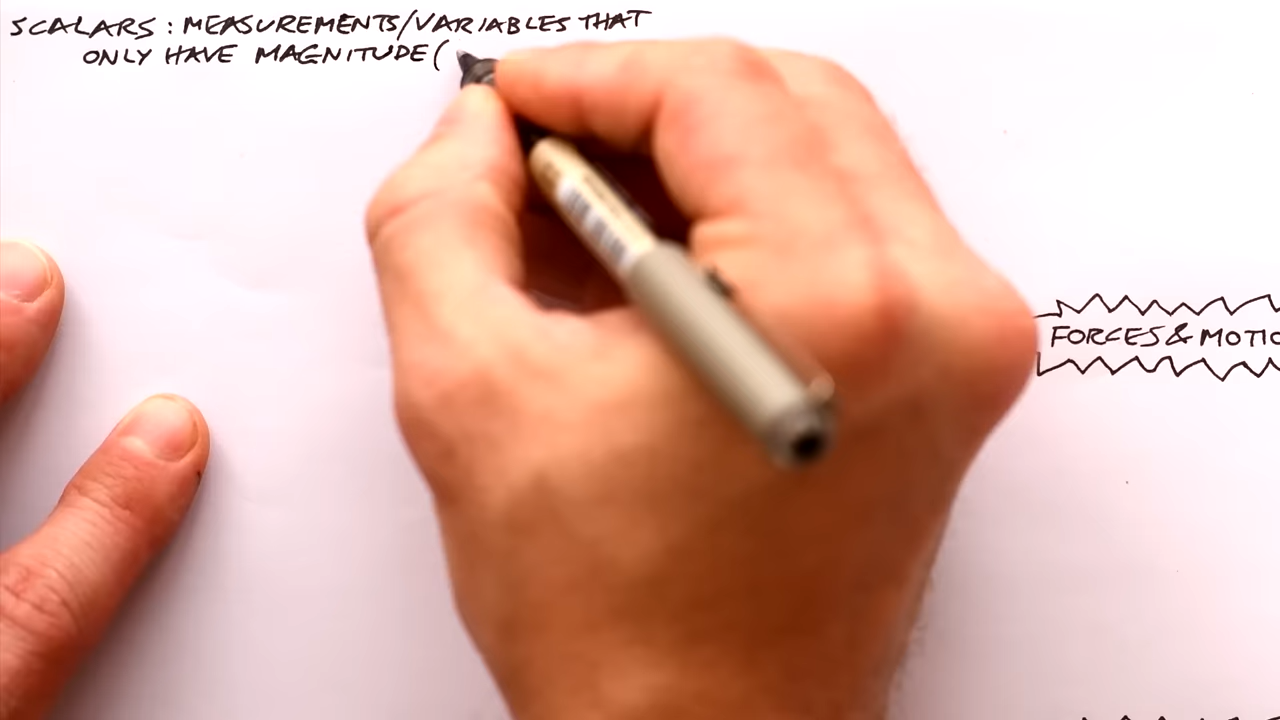 SCALARS : MEASUREMENTS/VARIABLES THAT
ONLY HAVE MAGNITUDE(
FORCES & MOTIO